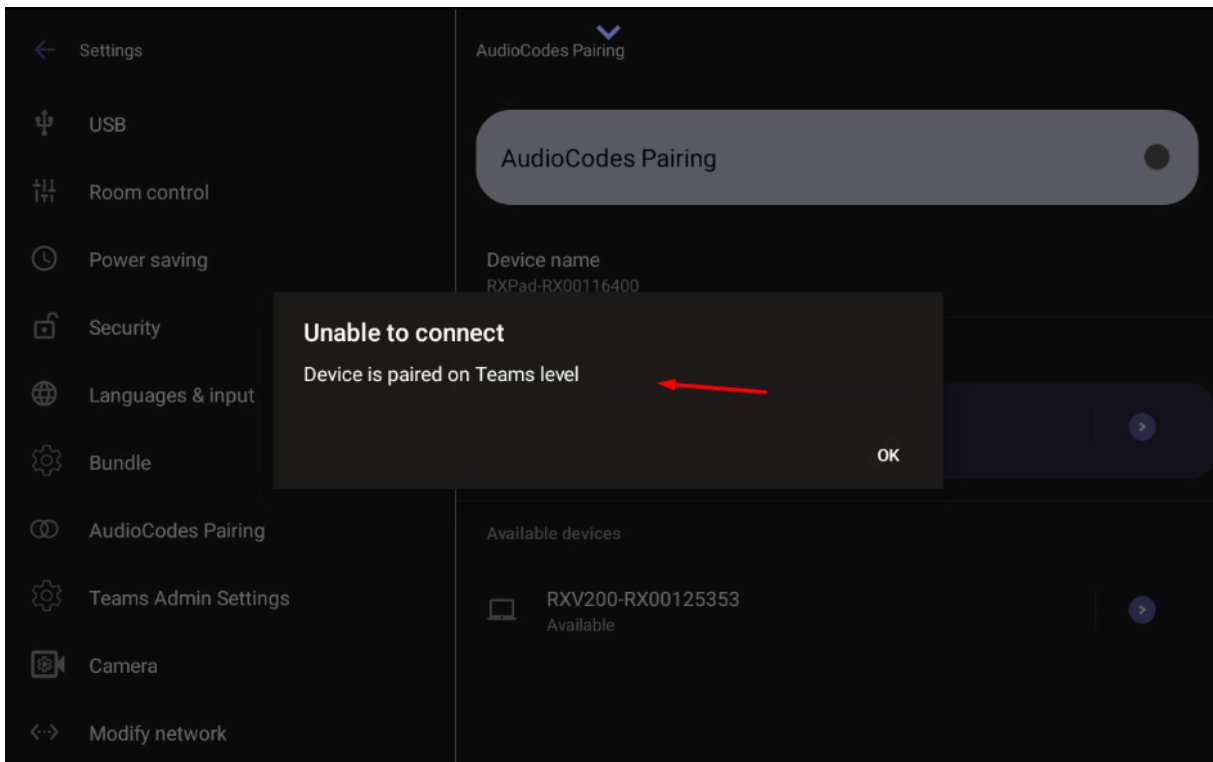 Settings
USB
Room control
Power saving
Security
Languages & input
Bundle
AudioCodes Pairing
Teams Admin Settings
Camera
Modify network
AudioCodes Pairing
AudioCodes Pairing
Device name
RXPad-RX00116400
Unable to connect
Device is paired on Teams level
OK
Available devices
RXV200-RX00125353
Available